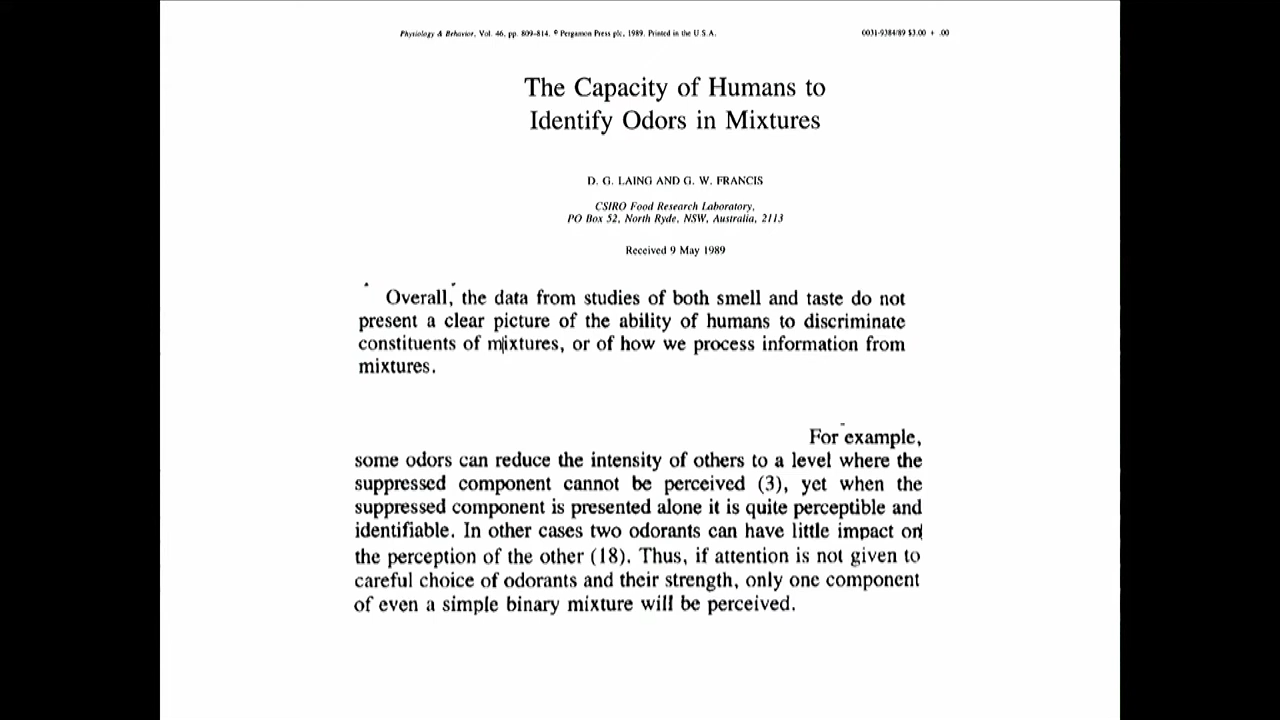 Physiology & Behavior, Vol. 46, pp. 809–814. © Pergamon Press plc, 1989. Printed in the U.S.A.
0031-9384/89 $3.00 + .00
The Capacity of Humans to
Identify Odors in Mixtures
D. G. LAING AND G. W. FRANCIS
CSIRO Food Research Laboratory,
PO Box 52, North Ryde, NSW, Australia, 2113
Received 9 May 1989
Overall, the data from studies of both smell and taste do not
present a clear picture of the ability of humans to discriminate
constituents of mixtures, or of how we process information from
mixtures.
For example,
some odors can reduce the intensity of others to a level where the
suppressed component cannot be perceived (3), yet when the
suppressed component is presented alone it is quite perceptible and
identifiable. In other cases two odorants can have little impact on
the perception of the other (18). Thus, if attention is not given to
careful choice of odorants and their strength, only one component
of even a simple binary mixture will be perceived.